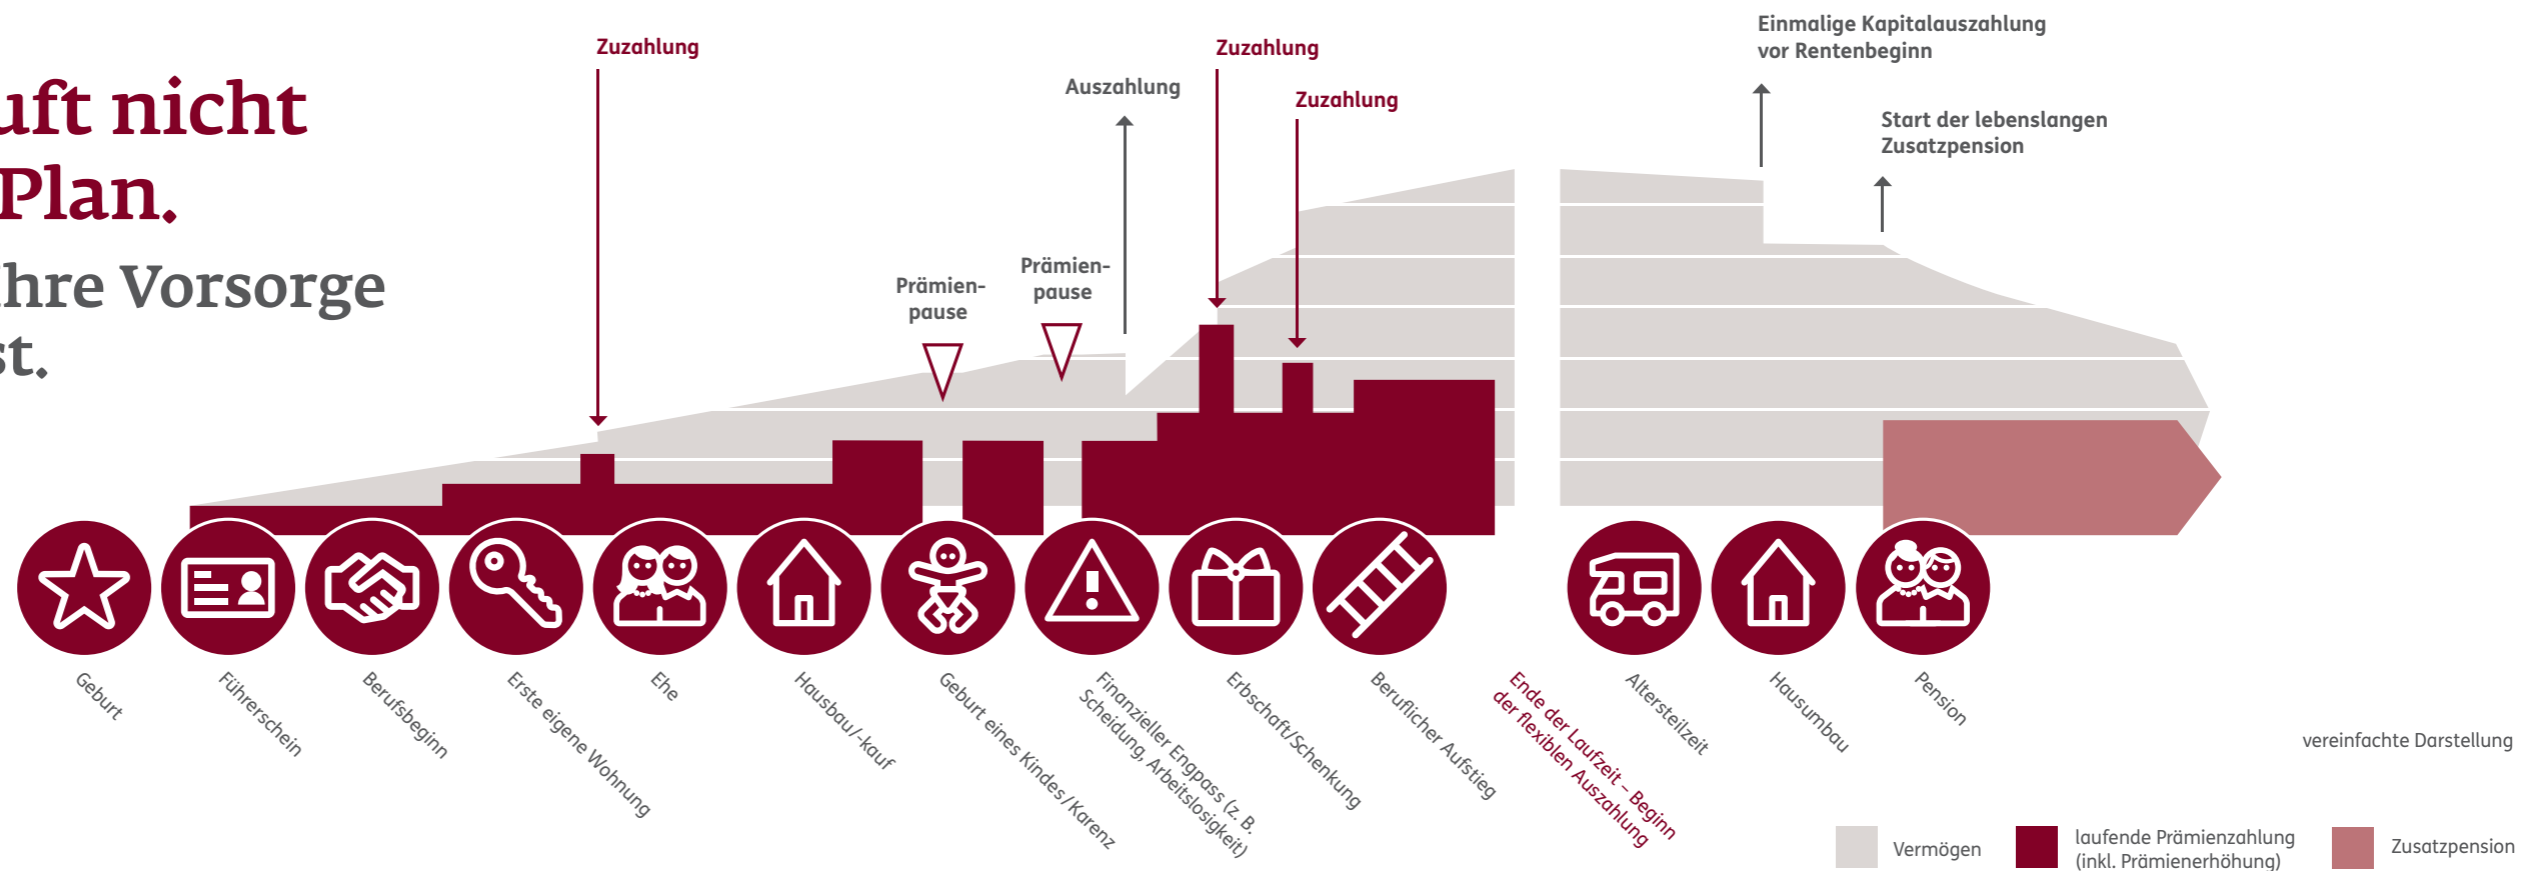 uft nicht
Plan.
hre Vorsorge
st.
Zuzahlung
Prämien-
pause
Prämien-
pause
Auszahlung
Zuzahlung
Zuzahlung
Einmalige Kapitalauszahlung
vor Rentenbeginn
Start der lebenslangen
Zusatzpension
Geburt
Führerschein
Berufsbeginn
Erste eigene Wohnung
Ehe
Hausbau/-kauf
Geburt eines Kindes/Karenz
Finanzieller Engpass (z. B.
Scheidung, Arbeitslosigkeit)
Erbschaft/Schenkung
Beruflicher Aufstieg
Ende der Laufzeit – Beginn
der flexiblen Auszahlung
Altersteilzeit
Hausumbau
Pension
vereinfachte Darstellung
Vermögen
laufende Prämienzahlung
(inkl. Prämienerhöhung)
Zusatzpension